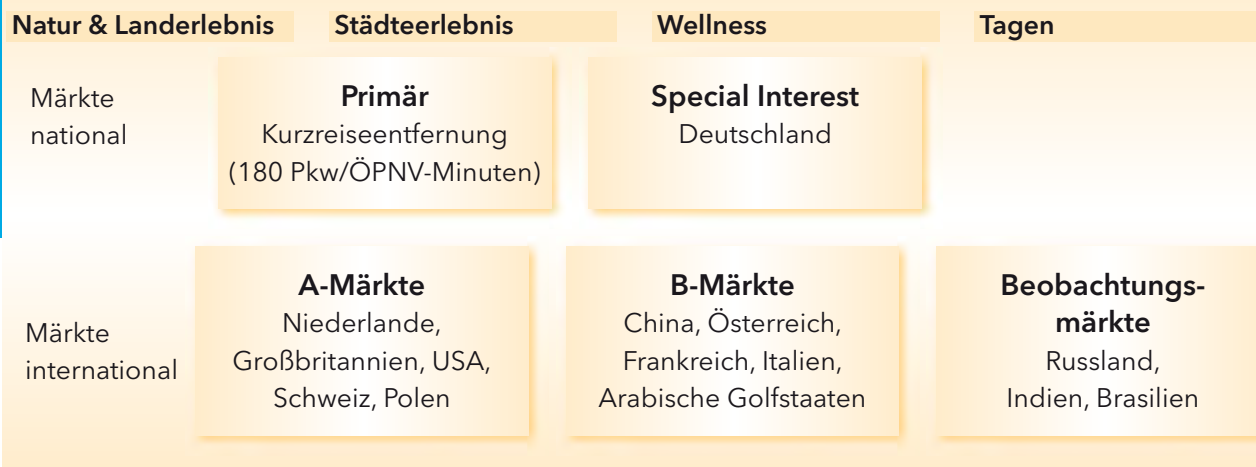 Natur & Landerlebnis
Städteerlebnis
Wellness
Tagen
Märkte
national
Primär
Kurzreiseentfernung
(180 Pkw/ÖPNV-Minuten)
Special Interest
Deutschland
Märkte
international
A-Märkte
Niederlande,
Großbritannien, USA,
Schweiz, Polen
B-Märkte
China, Österreich,
Frankreich, Italien,
Arabische Golfstaaten
Beobachtungs-
märkte
Russland,
Indien, Brasilien